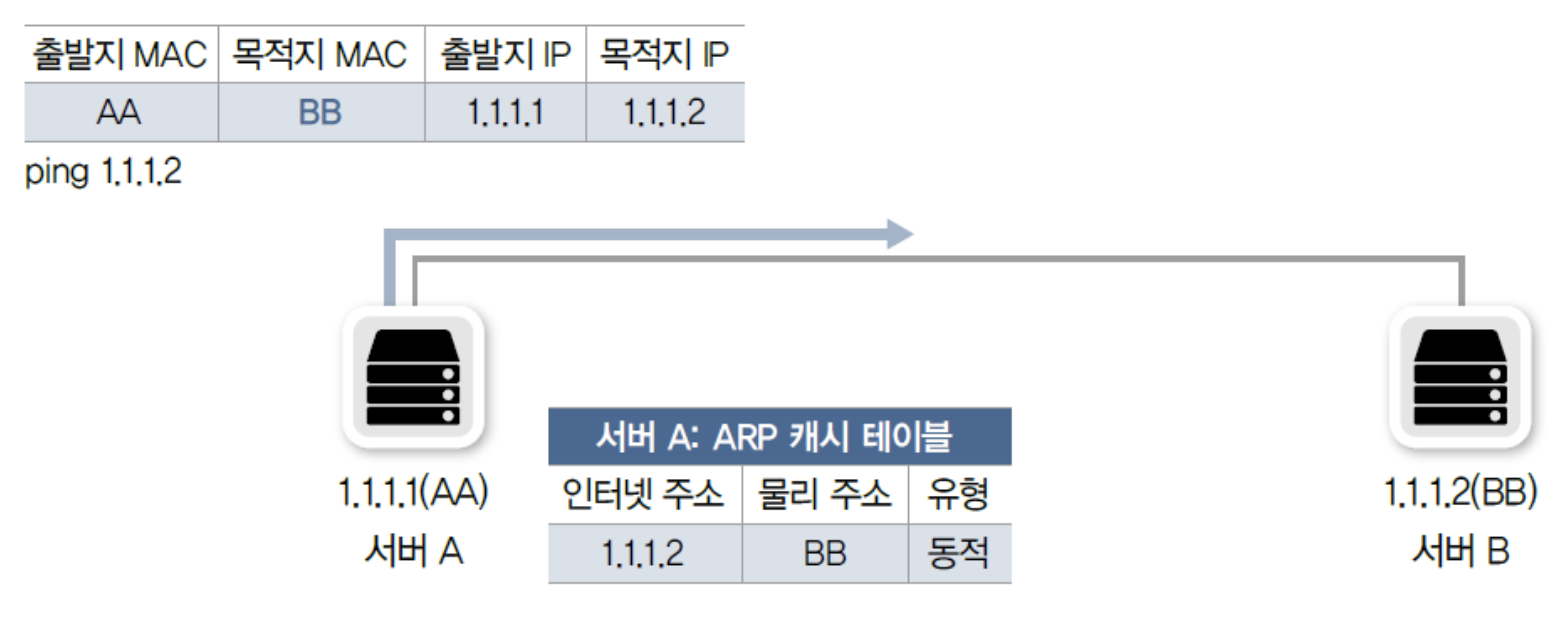 출발지 MAC 목적지 MAC 출발지 IP 목적지 IP
AA BB 1.1.1.1 1.1.1.2
ping 1.1.1.2
서버 A: ARP 캐시 테이블
인터넷 주소 물리 주소 유형
1.1.1.2 BB 동적
1.1.1.1(AA)
서버 A
1.1.1.2(BB)
서버 B